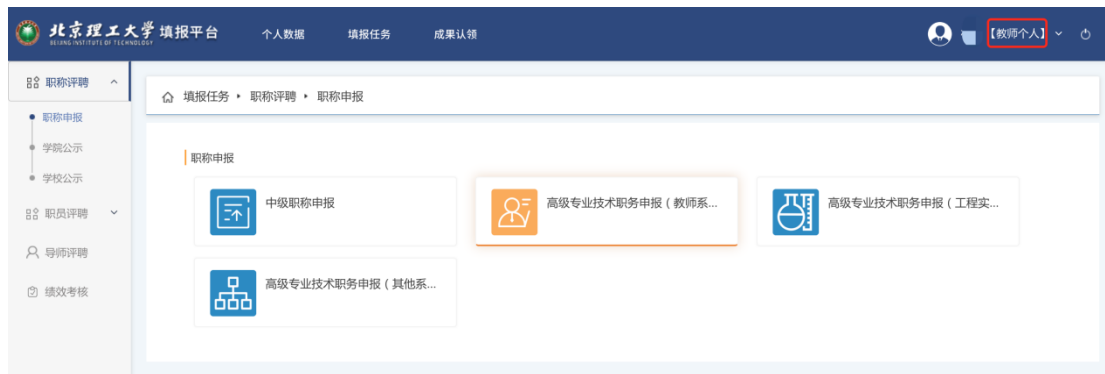 北京理工大学 填报平台 个人数据 填报任务 成果认领 【教师个人】
BEIJING INSTITUTE OF TECHNOLOGY
职称评聘
职称申报
学院公示
学校公示
职员评聘
导师评聘
绩效考核
填报任务 ▸ 职称评聘 ▸ 职称申报
职称申报
中级职称申报
高级专业技术职务申报（教师系...
高级专业技术职务申报（工程实...
高级专业技术职务申报（其他系...